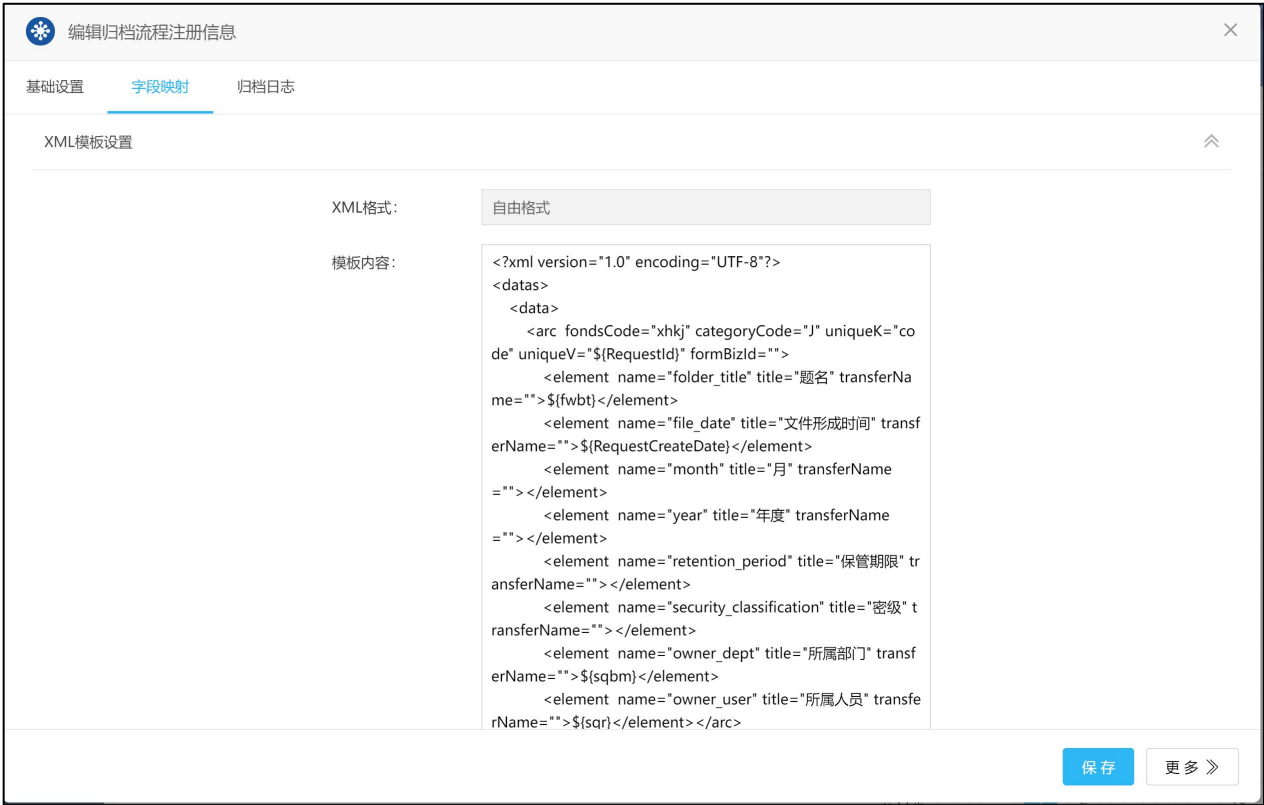 编辑归档流程注册信息
基础设置 字段映射 归档日志
XML模板设置
XML格式： 自由格式
模板内容：
<?xml version="1.0" encoding="UTF-8"?>
<datas>
<data>
<arc fondsCode="xhkj" categoryCode="J" uniqueK="co
de" uniqueV="${RequestId}" formBizId="">
<element name="folder_title" title="题名" transferNa
me="">${fwbt}</element>
<element name="file_date" title="文件形成时间" transf
erName="">${RequestCreateDate}</element>
<element name="month" title="月" transferName
=""></element>
<element name="year" title="年度" transferName
=""></element>
<element name="retention_period" title="保管期限" tr
ansferName=""></element>
<element name="security_classification" title="密级" t
ransferName=""></element>
<element name="owner_dept" title="所属部门" transf
erName="">${sqbm}</element>
<element name="owner_user" title="所属人员" transfe
rName="">${sqr}</element></arc>
保存 更多